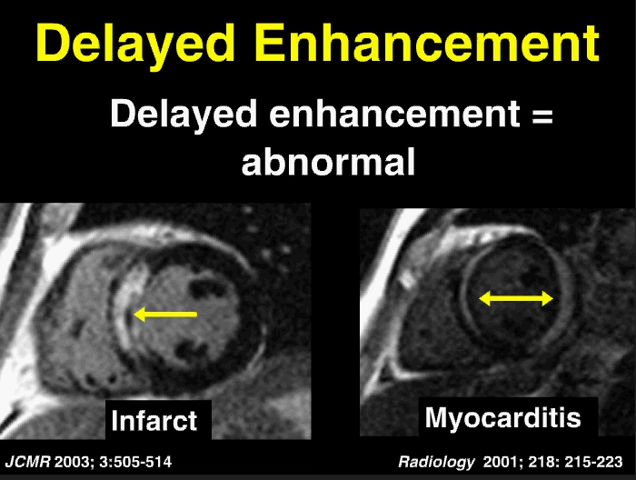 Delayed Enhancement
Delayed enhancement =
abnormal
Infarct
Myocarditis
JCMR 2003; 3:505-514
Radiology 2001; 218: 215-223